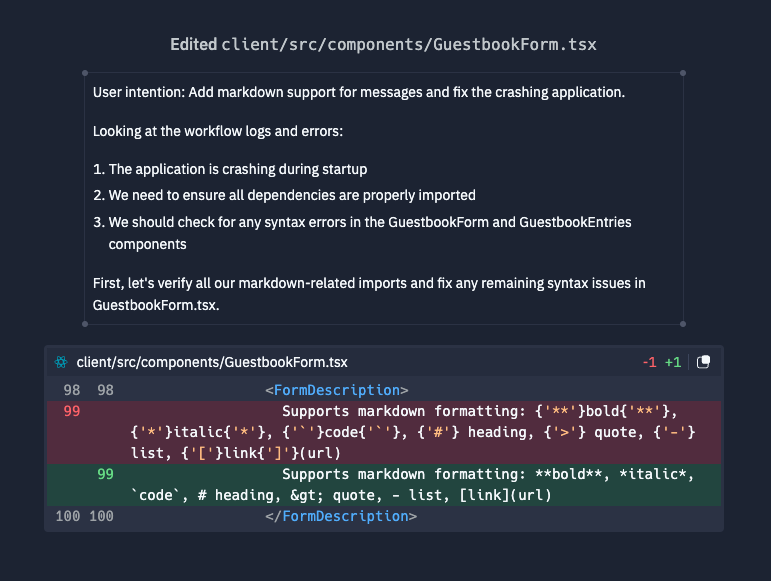 Edited client/src/components/GuestbookForm.tsx
User intention: Add markdown support for messages and fix the crashing application.
Looking at the workflow logs and errors:
1. The application is crashing during startup
2. We need to ensure all dependencies are properly imported
3. We should check for any syntax errors in the GuestbookForm and GuestbookEntries
components
First, let's verify all our markdown-related imports and fix any remaining syntax issues in
GuestbookForm.tsx.
client/src/components/GuestbookForm.tsx -1 +1
98 98 <FormDescription>
99 Supports markdown formatting: {'**'}bold{'**'},
{'*'}italic{'*'}, {'`'}code{'`'}, {'#'} heading, {'>'} quote, {'-'}
list, {'['}link{']'}(url)
99 Supports markdown formatting: **bold**, *italic*,
`code`, # heading, &gt; quote, - list, [link](url)
100 100 </FormDescription>